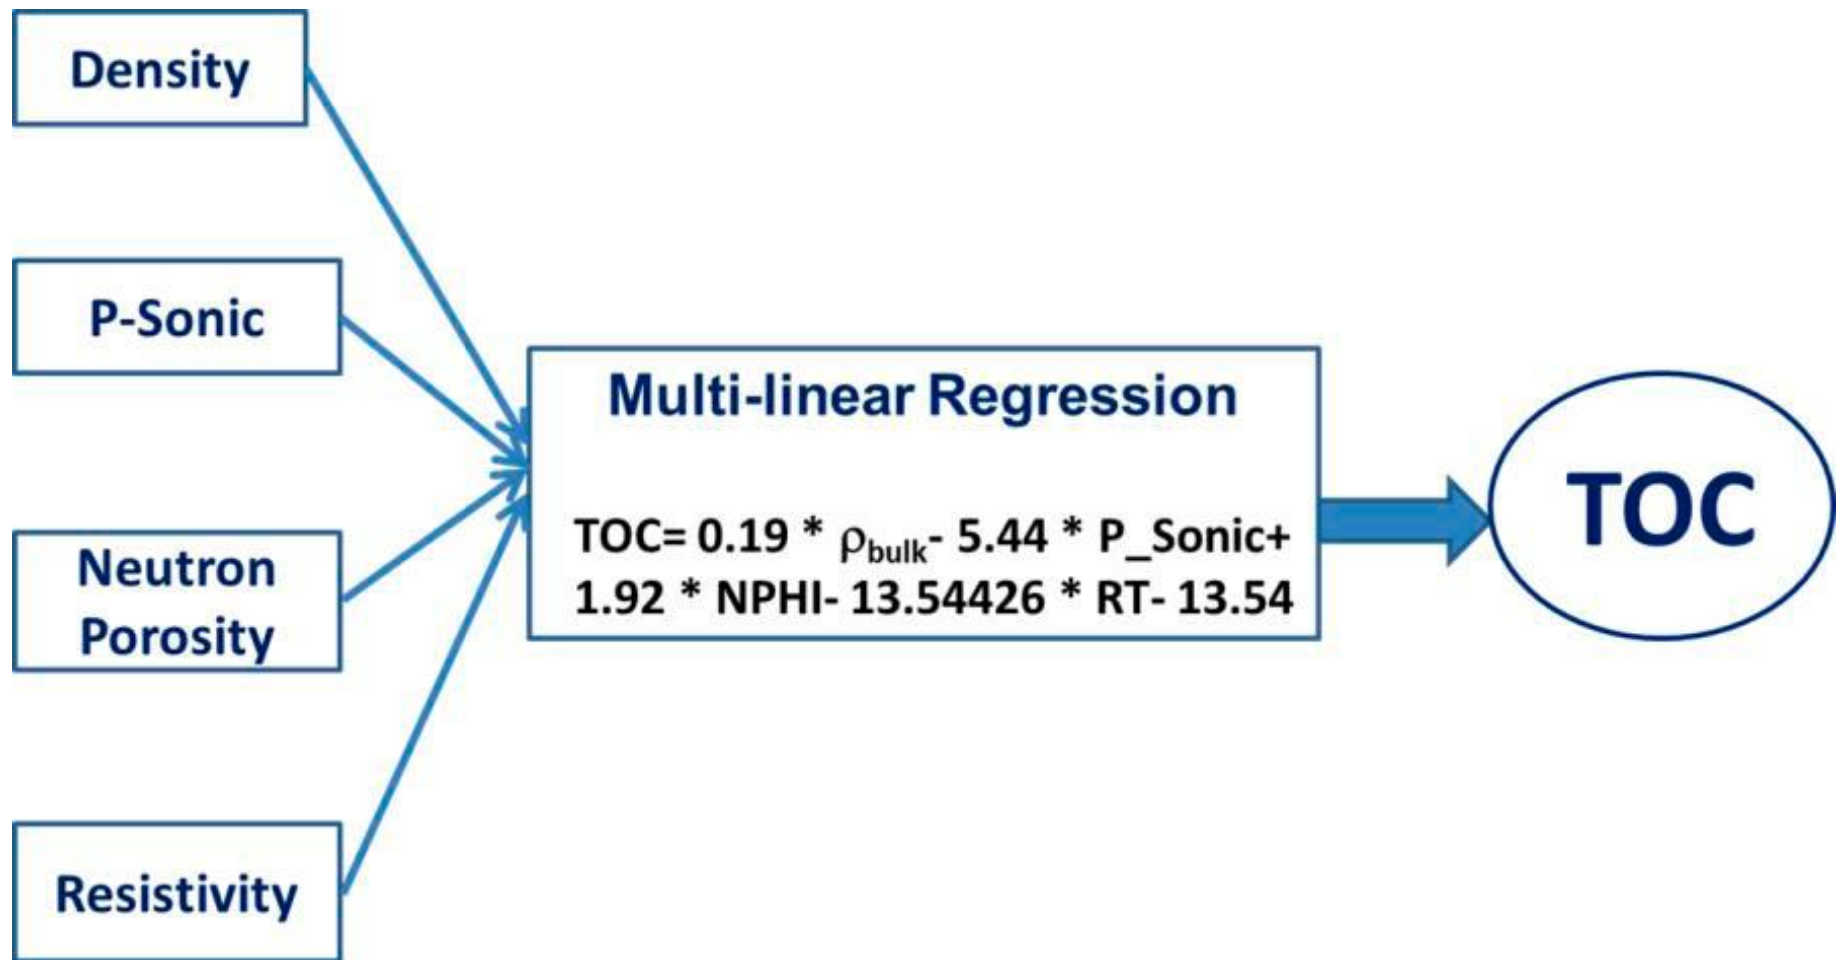 Density
P-Sonic
Neutron
Porosity
Resistivity
Multi-linear Regression
TOC= 0.19 * ρbulk- 5.44 * P_Sonic+
1.92 * NPHI- 13.54426 * RT- 13.54
TOC